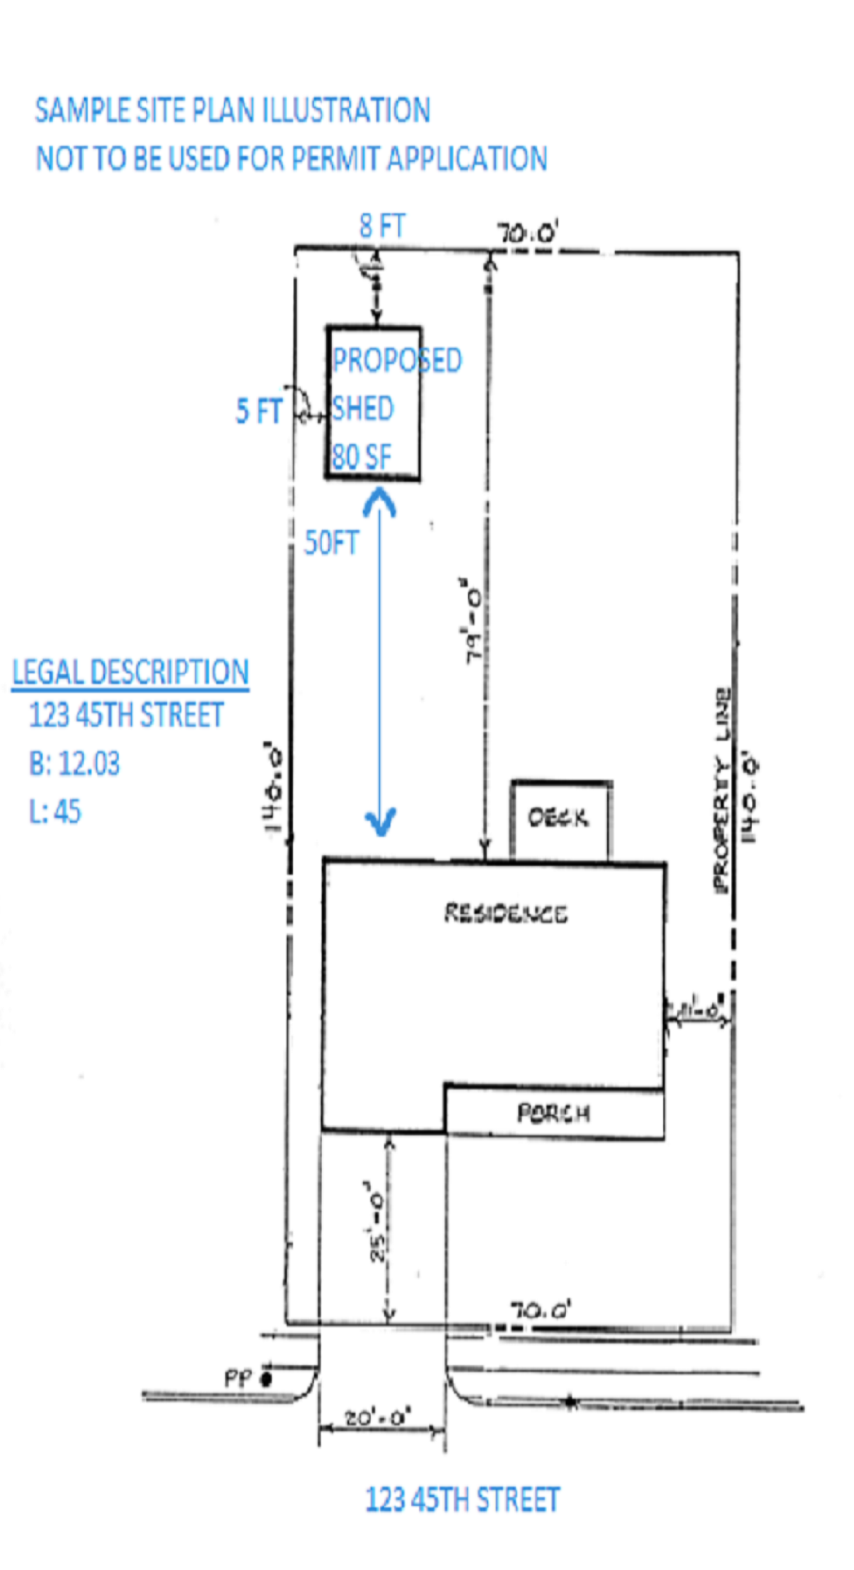 SAMPLE SITE PLAN ILLUSTRATION
NOT TO BE USED FOR PERMIT APPLICATION
8 FT
70.0'
PROPOSED
SHED
80 SF
5 FT
50FT
79'-0"
LEGAL DESCRIPTION
123 45TH STREET
B: 12.03
L: 45
140.0'
PROPERTY LINE
140.0'
DECK
RESIDENCE
PORCH
25'-0"
70.0'
PP
20'-0"
123 45TH STREET